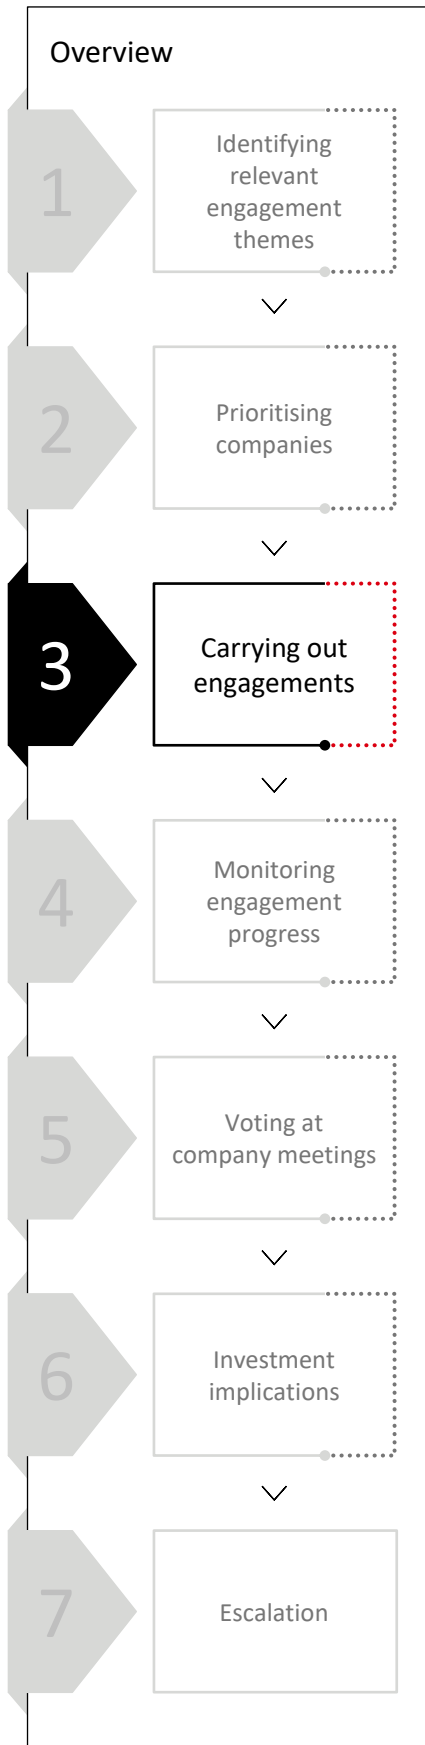 Overview
1
Identifying
relevant
engagement
themes
2
Prioritising
companies
3
Carrying out
engagements
4
Monitoring
engagement
progress
5
Voting at
company meetings
6
Investment
implications
7
Escalation